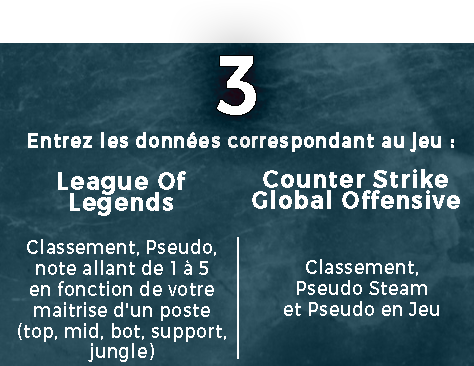 3
Entrez les données correspondant au jeu :
League Of
Legends
Classement, Pseudo,
note allant de 1 à 5
en fonction de votre
maitrise d'un poste
(top, mid, bot, support,
jungle)
Counter Strike
Global Offensive
Classement,
Pseudo Steam
et Pseudo en Jeu